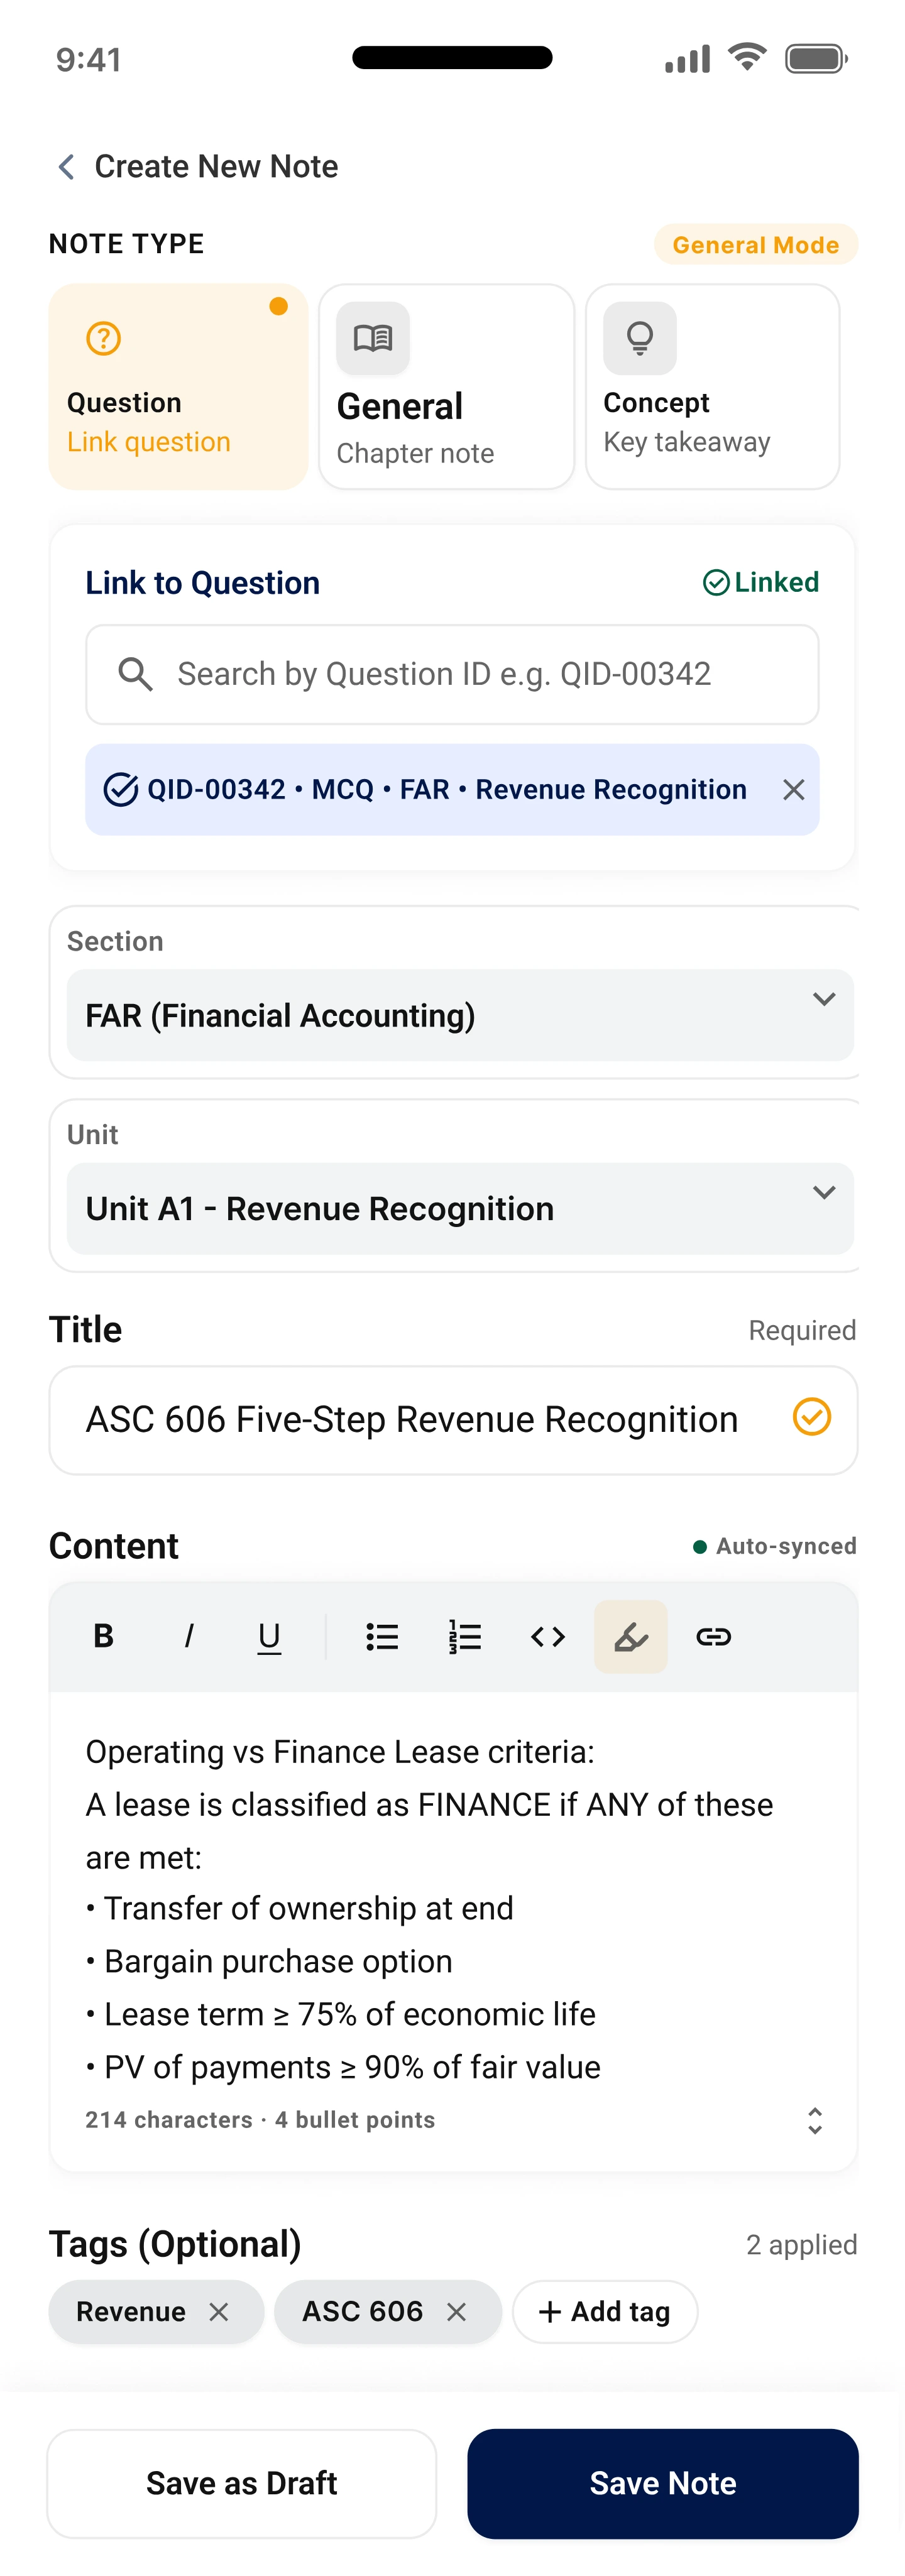 9:41
Create New Note
NOTE TYPE
General Mode
Question
Link question
General
Chapter note
Concept
Key takeaway
Link to Question
Linked
Search by Question ID e.g. QID-00342
QID-00342 • MCQ • FAR • Revenue Recognition
Section
FAR (Financial Accounting)
Unit
Unit A1 - Revenue Recognition
Title
Required
ASC 606 Five-Step Revenue Recognition
Content
Auto-synced
B I U
Operating vs Finance Lease criteria:
A lease is classified as FINANCE if ANY of these
are met:
• Transfer of ownership at end
• Bargain purchase option
• Lease term ≥ 75% of economic life
• PV of payments ≥ 90% of fair value
214 characters · 4 bullet points
Tags (Optional)
2 applied
Revenue
ASC 606
+ Add tag
Save as Draft
Save Note